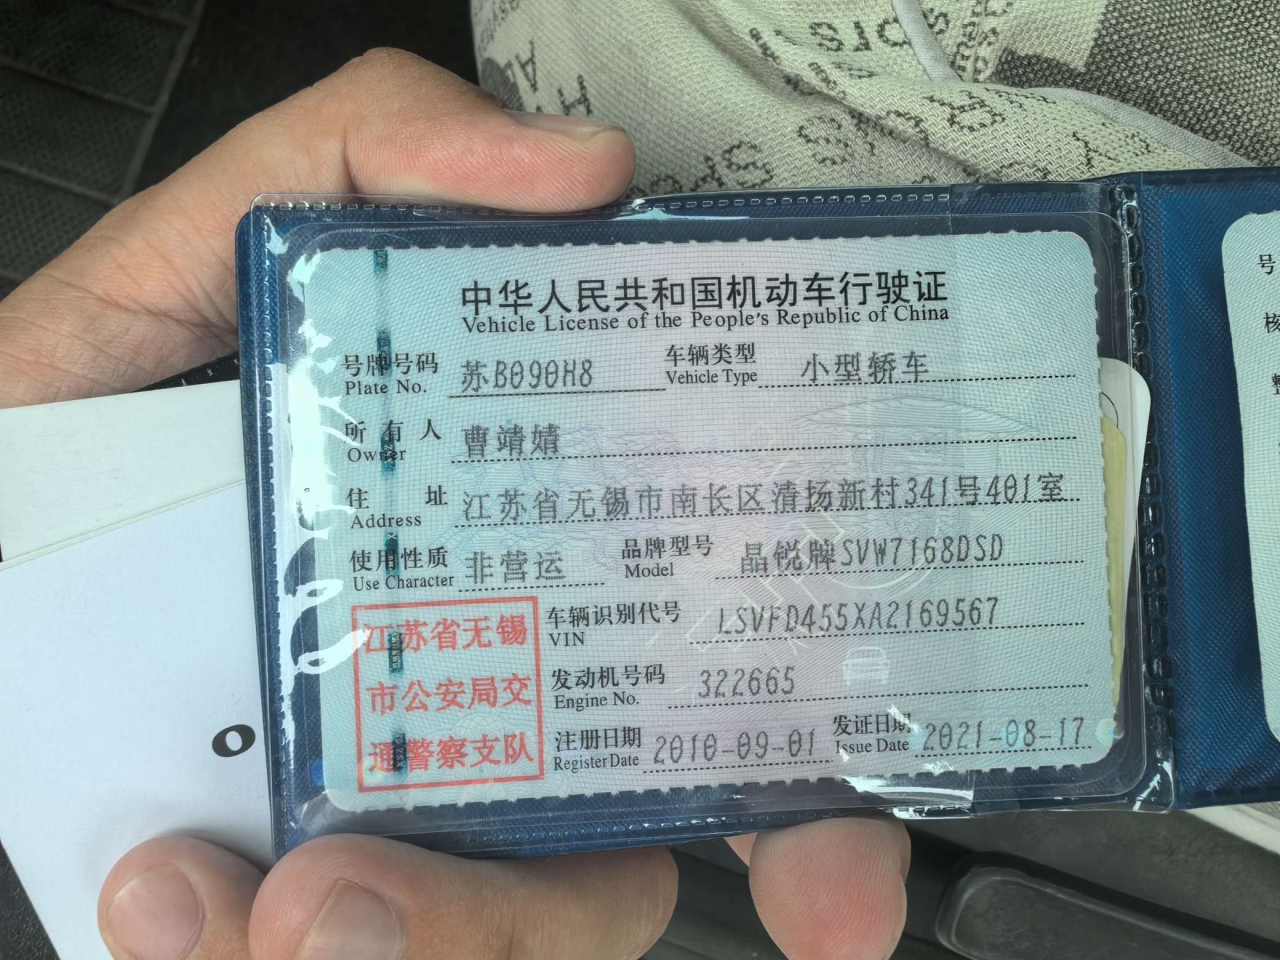 中华人民共和国机动车行驶证
Vehicle License of the People's Republic of China
号牌号码 苏B090H8 车辆类型 小型轿车
Plate No. Vehicle Type
所有人 曹靖婧
Owner
住址 江苏省无锡市南长区清扬新村341号401室
Address
使用性质 非营运 品牌型号 晶锐牌SVW7168DSD
Use Character Model
江苏省无锡
市公安局交
通警察支队
车辆识别代号 LSVFD455XA2169567
VIN
发动机号码 322665
Engine No.
注册日期 2010-09-01 发证日期 2021-08-17
Register Date Issue Date
号
核
整